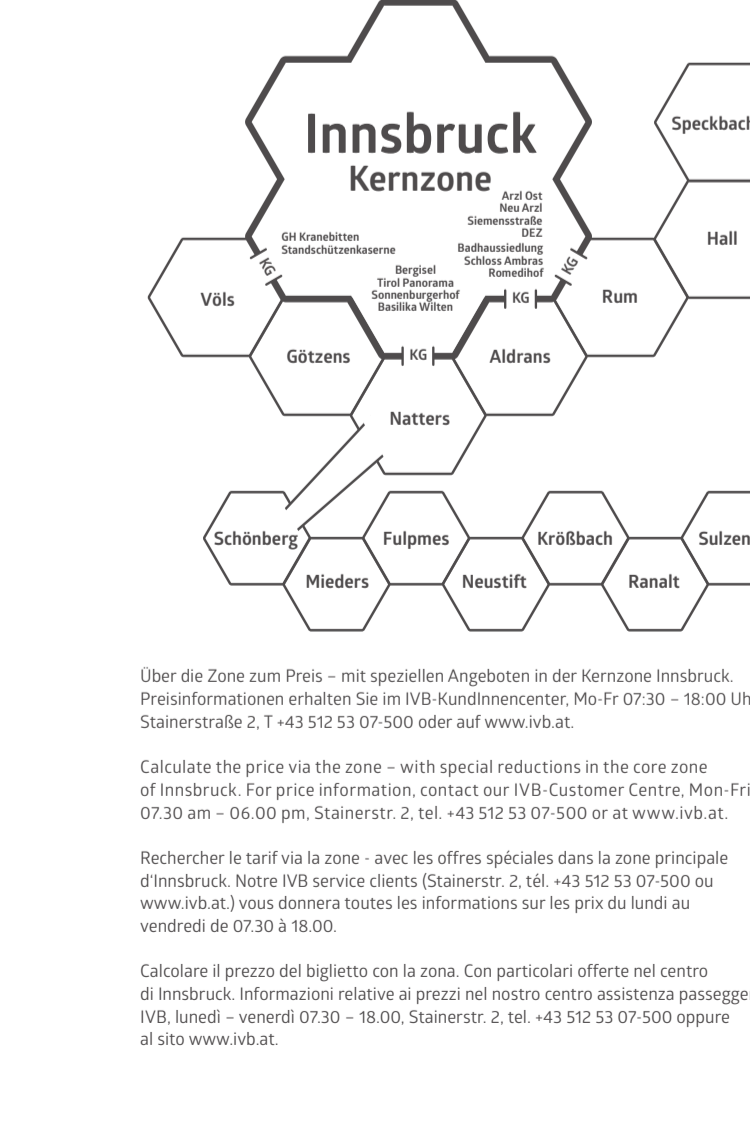 Innsbruck
Kernzone
Speckbach
Arzl Ost
Neu Arzl
Siemensstraße
DEZ
Badhaussiedlung
Schloss Ambras
Romedihof
GH Kranebitten
Standschützenkaserne
Bergisel
Tirol Panorama
Sonnenburgerhof
Basilika Wilten
Hall
KG
KG
KG
KG
Völs
Rum
Götzens
Aldrans
Natters
Schönberg
Fulpmes
Krößbach
Sulzen
Mieders
Neustift
Ranalt
Über die Zone zum Preis – mit speziellen Angeboten in der Kernzone Innsbruck.
Preisinformationen erhalten Sie im IVB-KundInnencenter, Mo-Fr 07:30 – 18:00 Uh
Stainerstraße 2, T +43 512 53 07-500 oder auf www.ivb.at.
Calculate the price via the zone – with special reductions in the core zone
of Innsbruck. For price information, contact our IVB-Customer Centre, Mon-Fri
07.30 am – 06.00 pm, Stainerstr. 2, tel. +43 512 53 07-500 or at www.ivb.at.
Rechercher le tarif via la zone - avec les offres spéciales dans la zone principale
d'Innsbruck. Notre IVB service clients (Stainerstr. 2, tél. +43 512 53 07-500 ou
www.ivb.at.) vous donnera toutes les informations sur les prix du lundi au
vendredi de 07.30 à 18.00.
Calcolare il prezzo del biglietto con la zona. Con particolari offerte nel centro
di Innsbruck. Informazioni relative ai prezzi nel nostro centro assistenza passegge
IVB, lunedì – venerdì 07.30 – 18.00, Stainerstr. 2, tel. +43 512 53 07-500 oppure
al sito www.ivb.at.